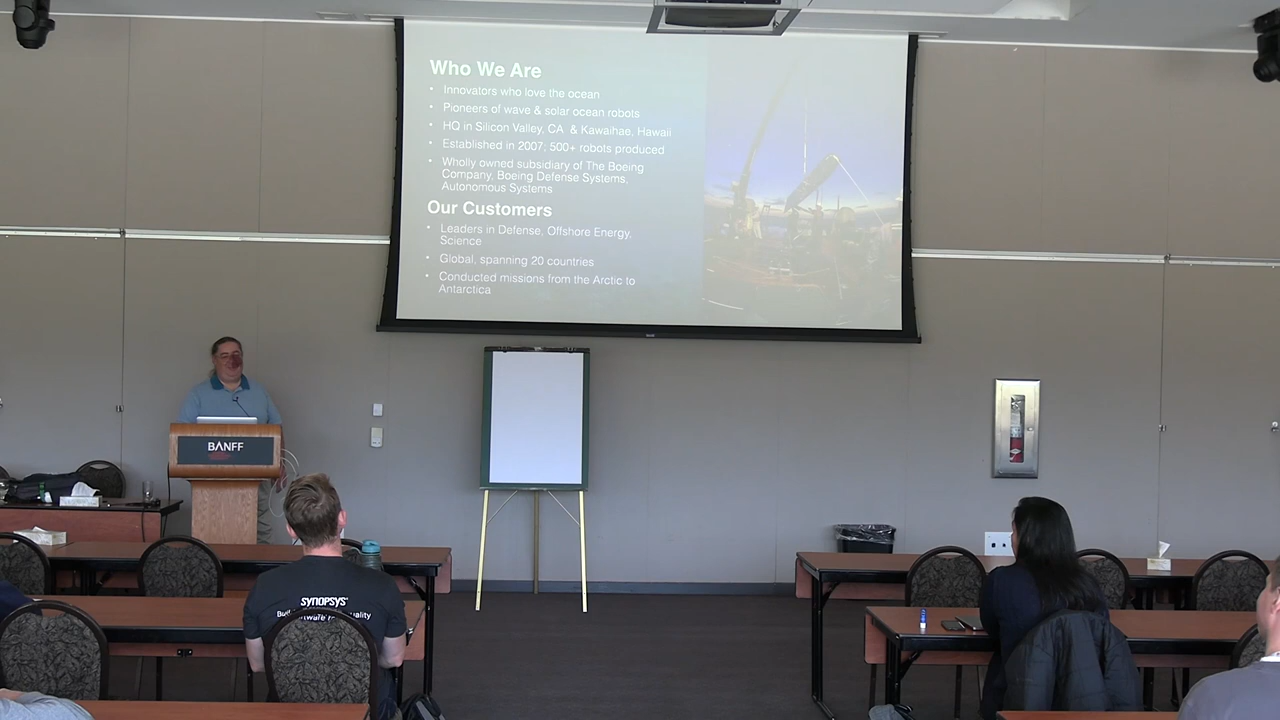 Who We Are
• Innovators who love the ocean
• Pioneers of wave & solar ocean robots
• HQ in Silicon Valley, CA & Kawaihae, Hawaii
• Established in 2007; 500+ robots produced
• Wholly owned subsidiary of The Boeing
Company, Boeing Defense Systems,
Autonomous Systems
Our Customers
• Leaders in Defense, Offshore Energy,
Science
• Global, spanning 20 countries
• Conducted missions from the Arctic to
Antarctica
BANFF
SYNOPSYS